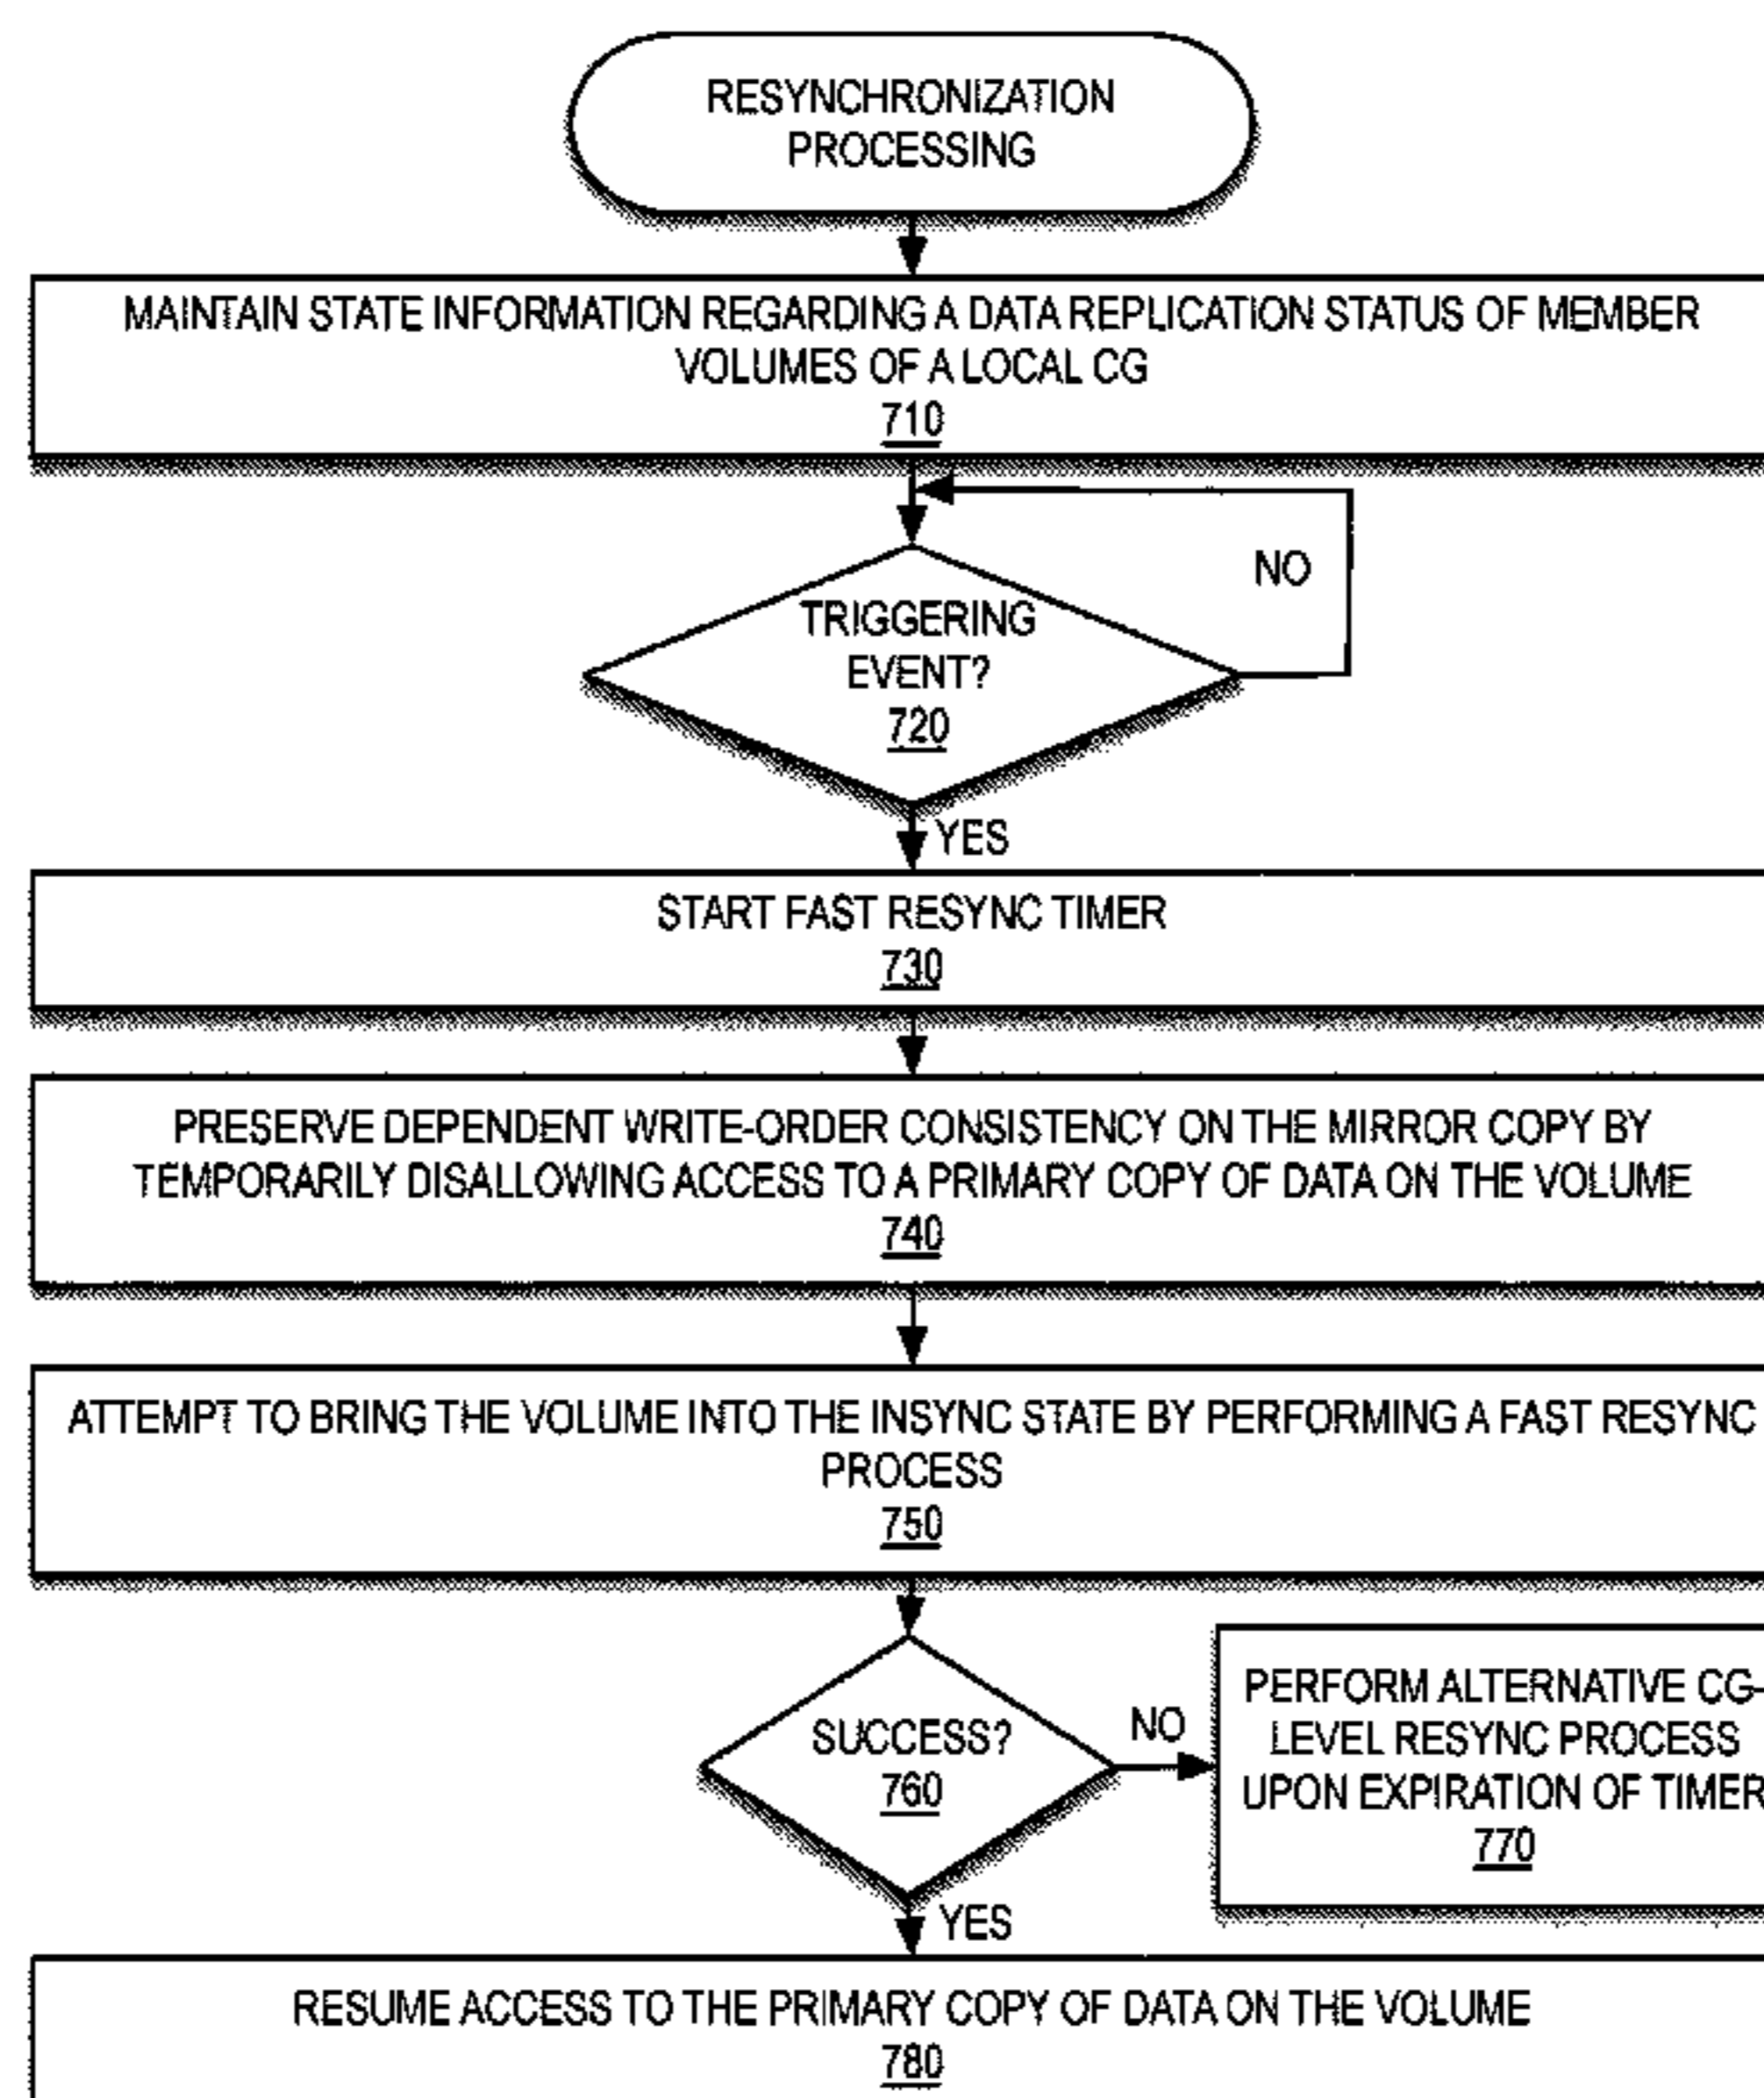 RESYNCHRONIZATION
PROCESSING
MAINTAIN STATE INFORMATION REGARDING A DATA REPLICATION STATUS OF MEMBER
VOLUMES OF A LOCAL CG
710
NO
TRIGGERING
EVENT?
720
YES
START FAST RESYNC TIMER
730
PRESERVE DEPENDENT WRITE-ORDER CONSISTENCY ON THE MIRROR COPY BY
TEMPORARILY DISALLOWING ACCESS TO A PRIMARY COPY OF DATA ON THE VOLUME
740
ATTEMPT TO BRING THE VOLUME INTO THE INSYNC STATE BY PERFORMING A FAST RESYNC
PROCESS
750
SUCCESS?
760
NO
PERFORM ALTERNATIVE CG-
LEVEL RESYNC PROCESS
UPON EXPIRATION OF TIMER
770
YES
RESUME ACCESS TO THE PRIMARY COPY OF DATA ON THE VOLUME
780